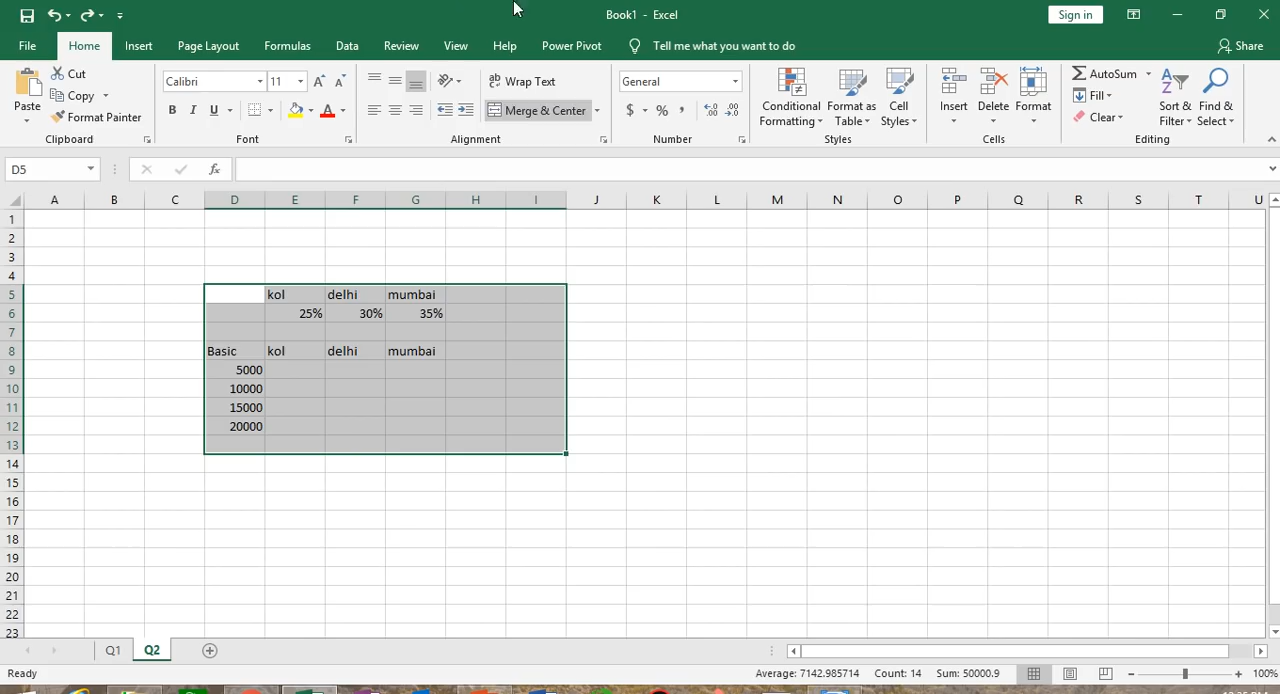 Book1 - Excel
Sign in
File Home Insert Page Layout Formulas Data Review View Help Power Pivot Tell me what you want to do Share
Paste
Cut
Copy
Format Painter
Clipboard
Calibri 11
B I U
Font
Wrap Text
Merge & Center
Alignment
General
$ % ,
Number
Conditional Formatting
Format as Table
Cell Styles
Styles
Insert Delete Format
Cells
AutoSum
Fill
Clear
Sort & Filter
Find & Select
Editing
D5 fx
A B C D E F G H I J K L M N O P Q R S T U
1
2
3
4
5 kol delhi mumbai
6 25% 30% 35%
7
8 Basic kol delhi mumbai
9 5000
10 10000
11 15000
12 20000
13
14
15
16
17
18
19
20
21
22
23
Q1 Q2
Ready Average: 7142.985714 Count: 14 Sum: 50000.9 100%